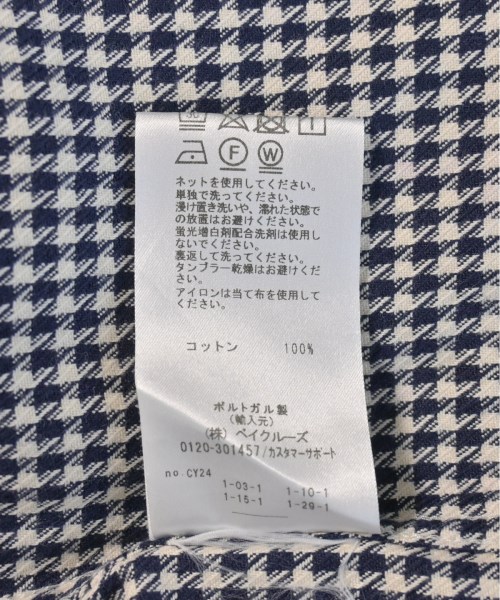 F W
ネットを使用してください。
単独で洗ってください。
浸け置き洗いや、濡れた状態で
の放置はお避けください。
蛍光増白剤配合洗剤は使用し
ないでください。
裏返して洗ってください。
タンブラー乾燥はお避けくだ
さい。
アイロンは当て布を使用して
ください。
コットン 100%
ポルトガル製
(輸入元)
(株) ベイクルーズ
0120-301457/カスタマーサポート
no.CY24
1-03-1 1-10-1
1-15-1 1-29-1